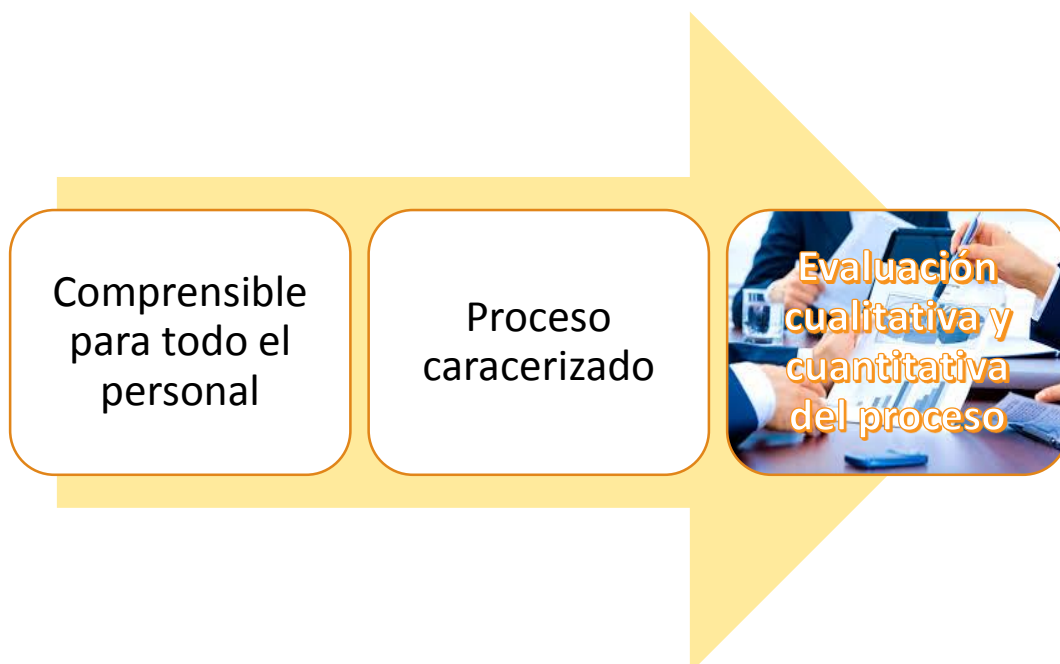 Comprensible
para todo el
personal
Proceso
caracerizado
Evaluación
cualitativa y
cuantitativa
del proceso